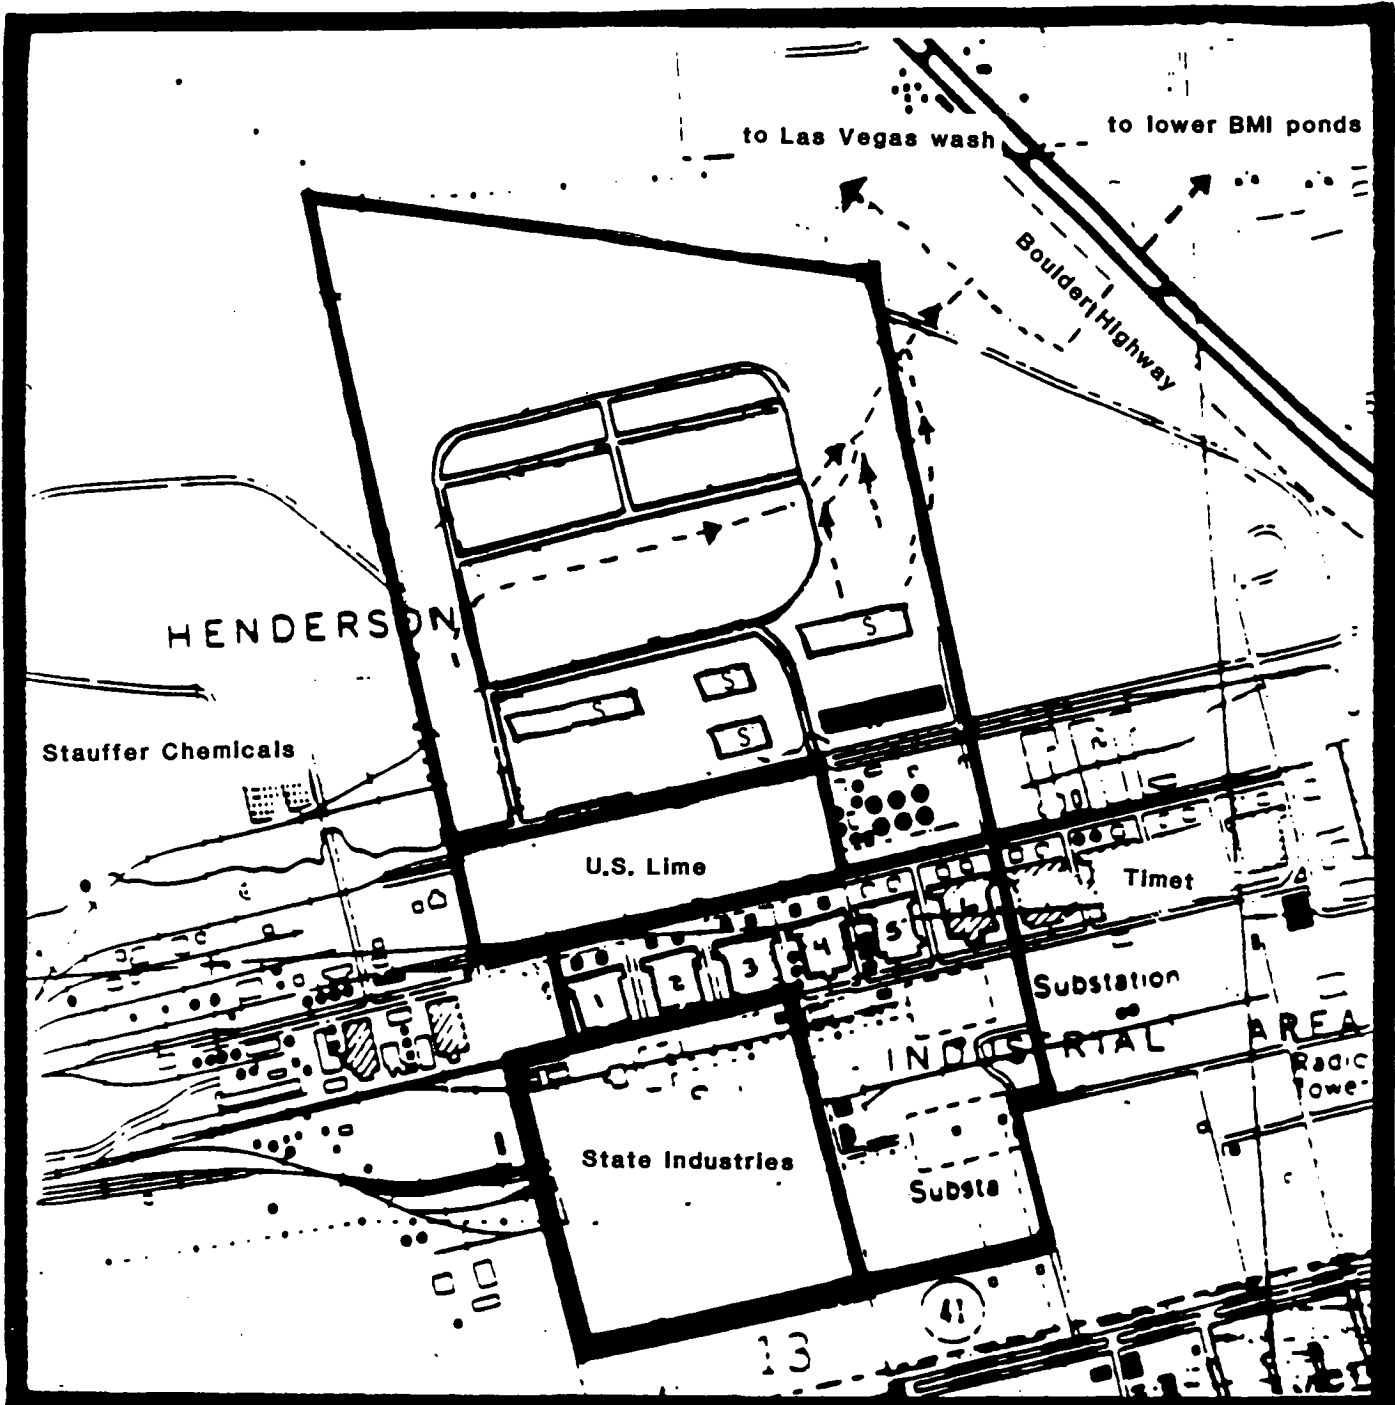 to Las Vegas wash
to lower BMI ponds
Boulder Highway
HENDERSON
S
S
S
S
Stauffer Chemicals
U.S. Lime
Timet
1
2
3
4
5
6
Substation
INDUSTRIAL AREA
State Industries
Substa
41
13